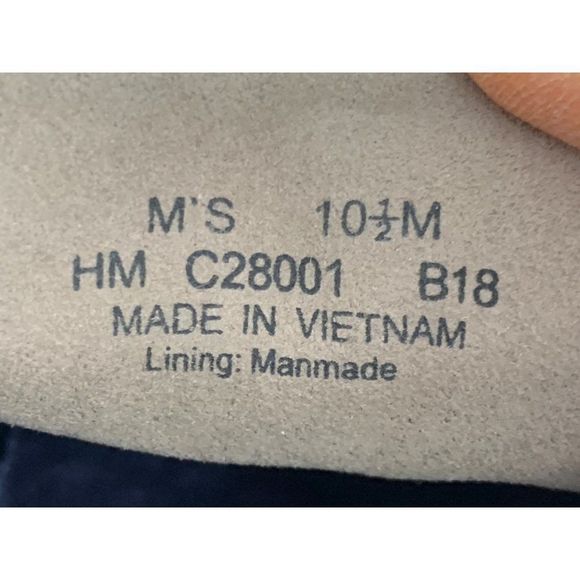 M'S 10½M
HM C28001 B18
MADE IN VIETNAM
Lining: Manmade